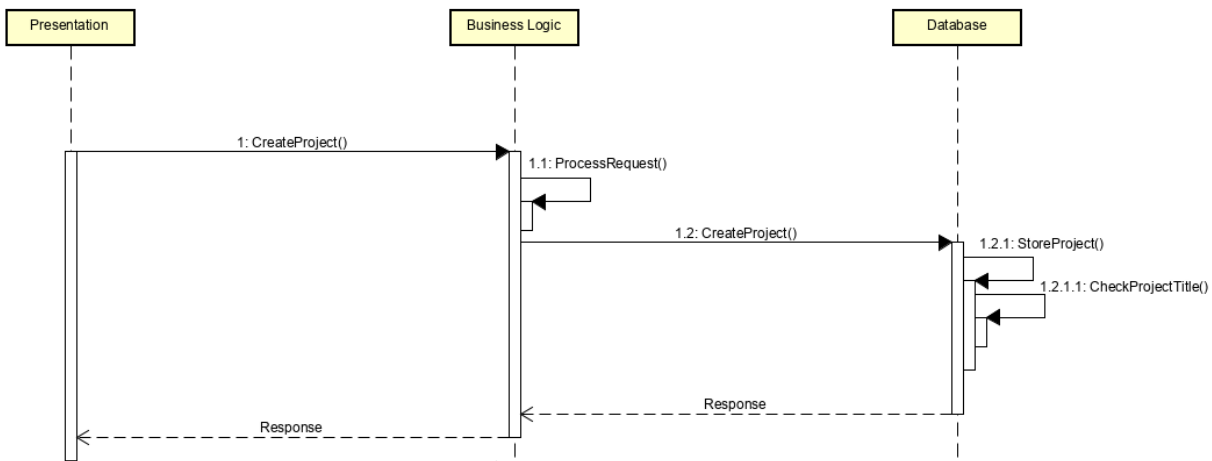 Presentation
Business Logic
Database
1: CreateProject()
1.1: ProcessRequest()
1.2: CreateProject()
1.2.1: StoreProject()
1.2.1.1: CheckProjectTitle()
Response
Response